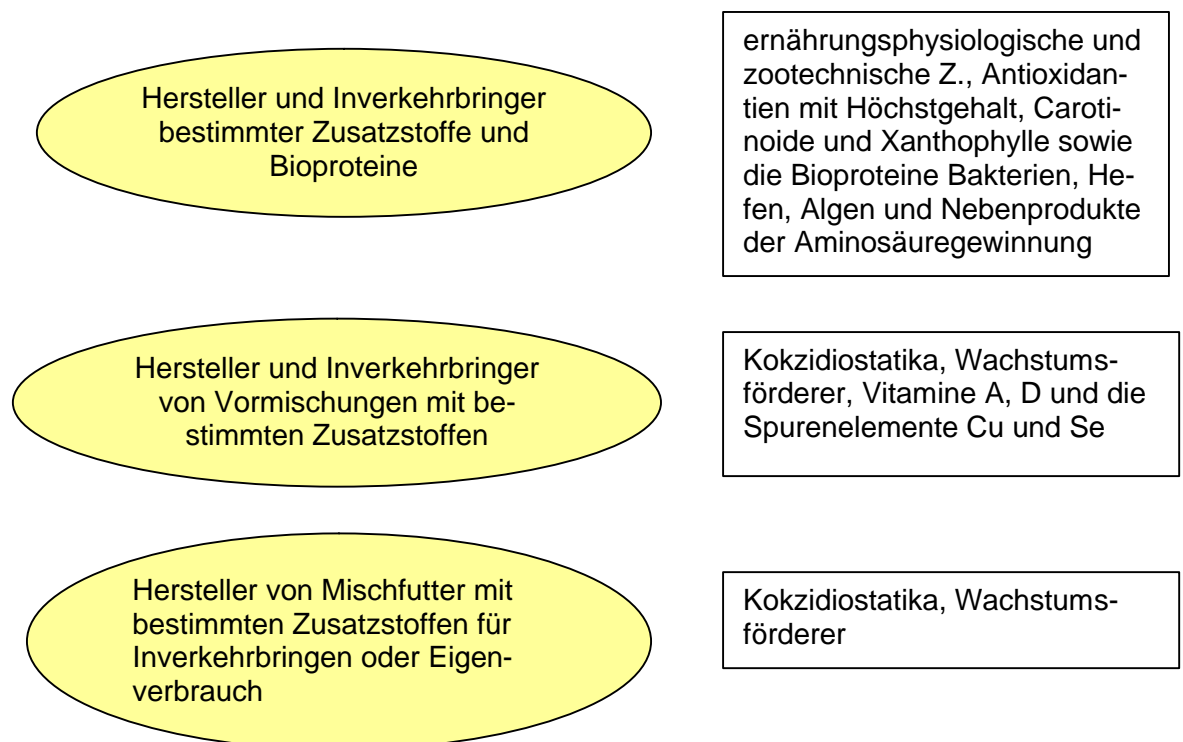 Hersteller und Inverkehrbringer
bestimmter Zusatzstoffe und
Bioproteine
ernährungsphysiologische und
zootechnische Z., Antioxidan-
tien mit Höchstgehalt, Caroti-
noide und Xanthophylle sowie
die Bioproteine Bakterien, He-
fen, Algen und Nebenprodukte
der Aminosäuregewinnung
Hersteller und Inverkehrbringer
von Vormischungen mit be-
stimmten Zusatzstoffen
Kokzidiostatika, Wachstums-
förderer, Vitamine A, D und die
Spurenelemente Cu und Se
Hersteller von Mischfutter mit
bestimmten Zusatzstoffen für
Inverkehrbringen oder Eigen-
verbrauch
Kokzidiostatika, Wachstums-
förderer